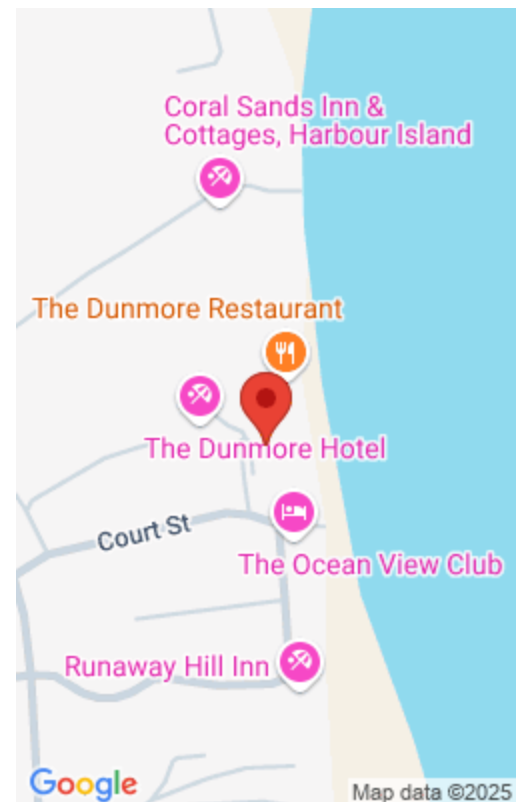 Coral Sands Inn &
Cottages, Harbour Island
The Dunmore Restaurant
The Dunmore Hotel
Court St
The Ocean View Club
Runaway Hill Inn
Google
Map data ©2025